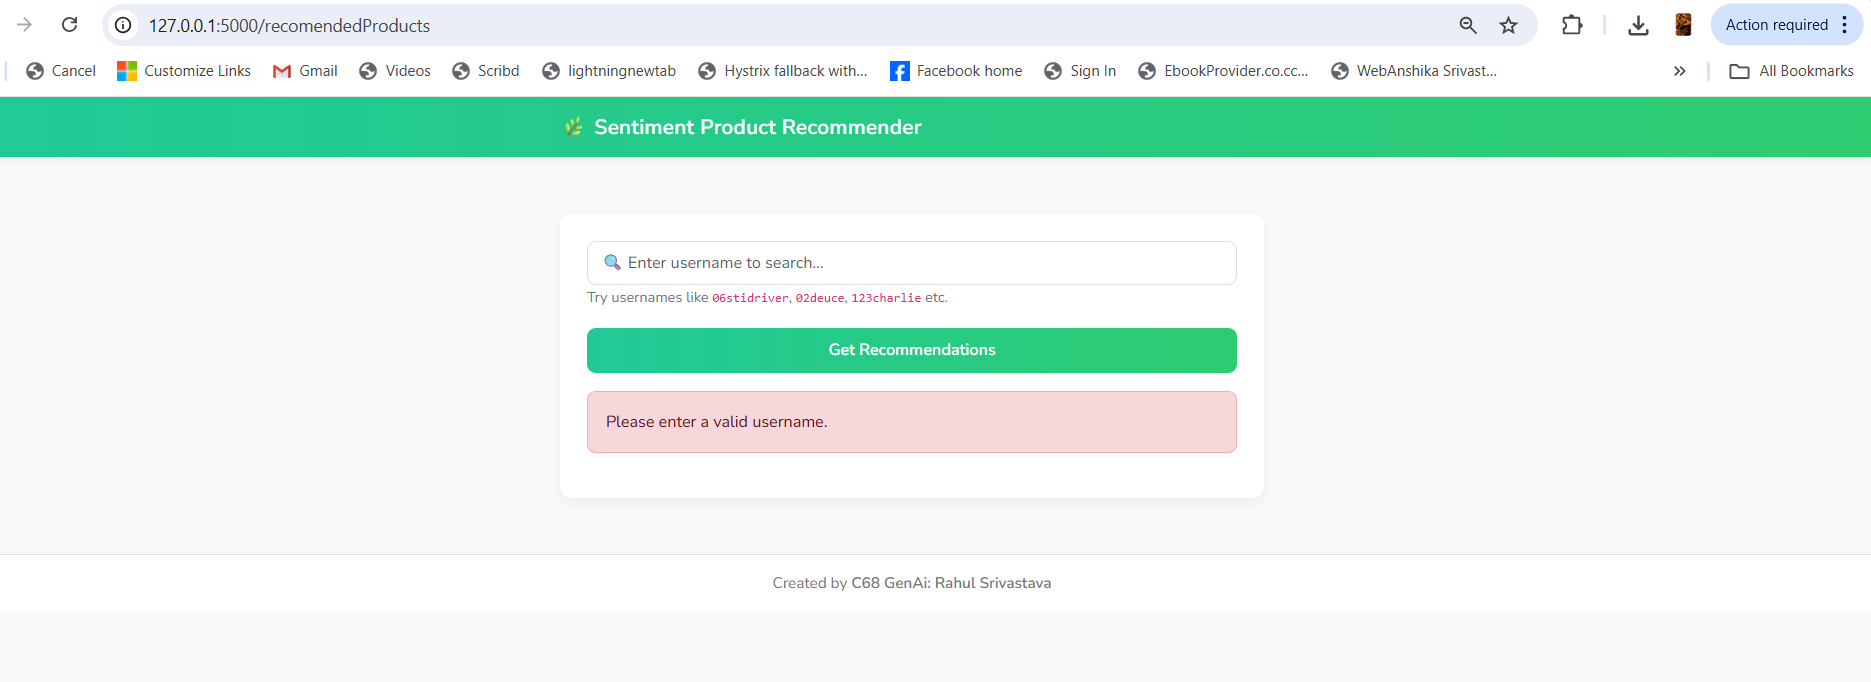 127.0.0.1:5000/recomendedProducts
Action required
Cancel
Customize Links
Gmail
Videos
Scribd
lightningnewtab
Hystrix fallback with...
Facebook home
Sign In
EbookProvider.co.cc...
WebAnshika Srivast...
All Bookmarks
Sentiment Product Recommender
Enter username to search...
Try usernames like 06stidriver, 02deuce, 123charlie etc.
Get Recommendations
Please enter a valid username.
Created by C68 GenAi: Rahul Srivastava